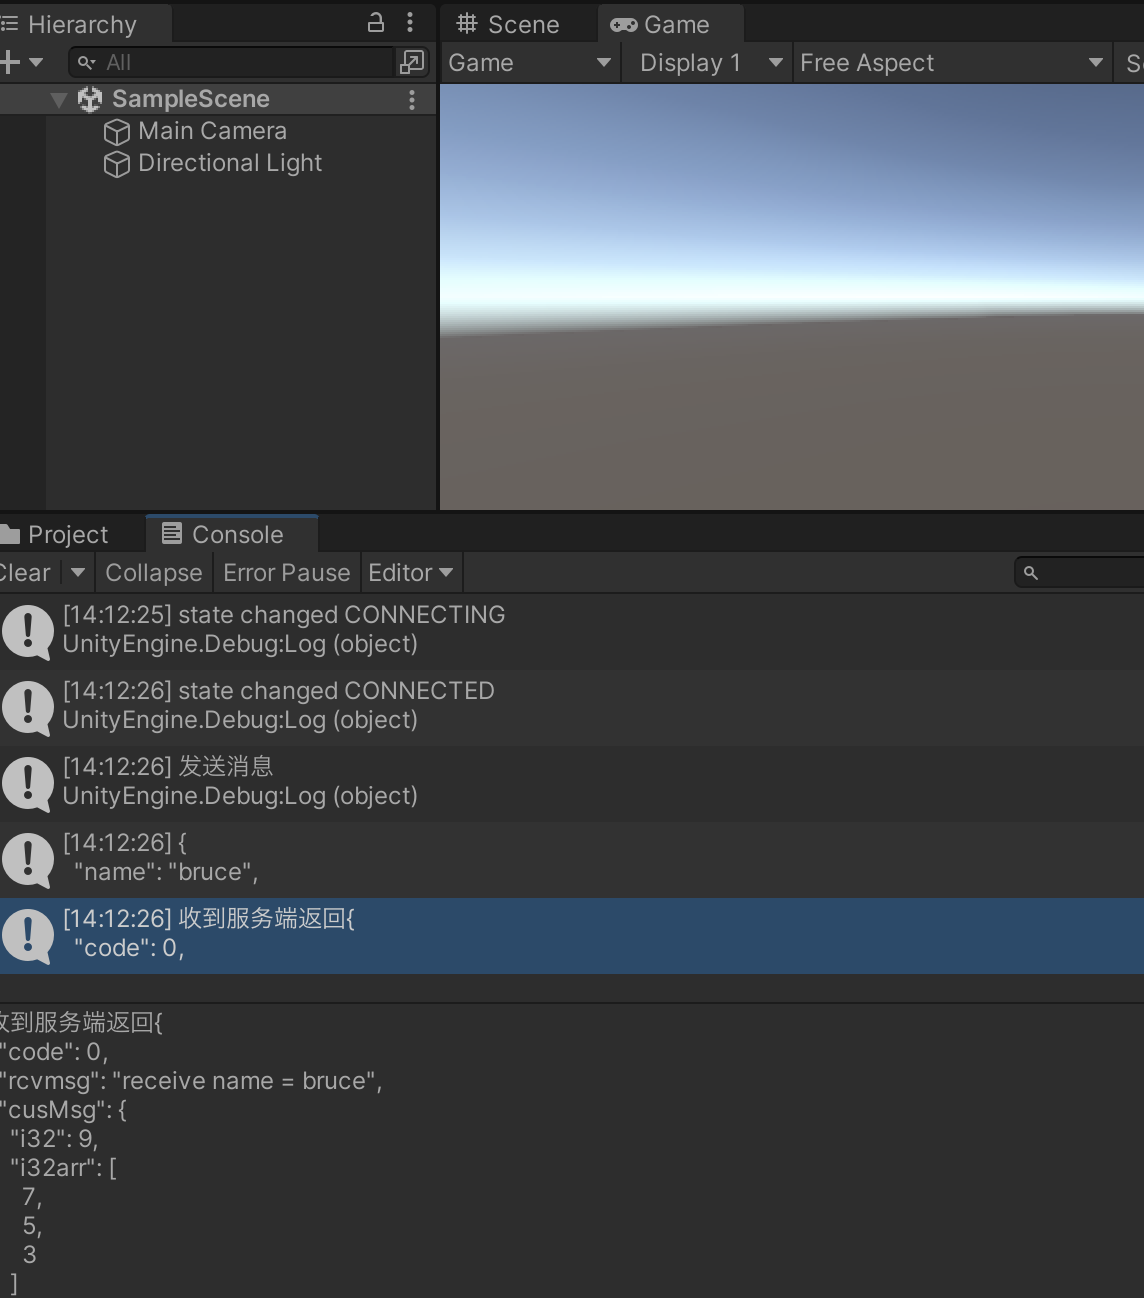 Hierarchy
All
SampleScene
Main Camera
Directional Light
Scene
Game
Game
Display 1
Free Aspect
Project
Console
Clear
Collapse
Error Pause
Editor
[14:12:25] state changed CONNECTING
UnityEngine.Debug:Log (object)
[14:12:26] state changed CONNECTED
UnityEngine.Debug:Log (object)
[14:12:26] 发送消息
UnityEngine.Debug:Log (object)
[14:12:26] {
"name": "bruce",
[14:12:26] 收到服务端返回{
"code": 0,
收到服务端返回{
"code": 0,
"rcvmsg": "receive name = bruce",
"cusMsg": {
"i32": 9,
"i32arr": [
7,
5,
3
]